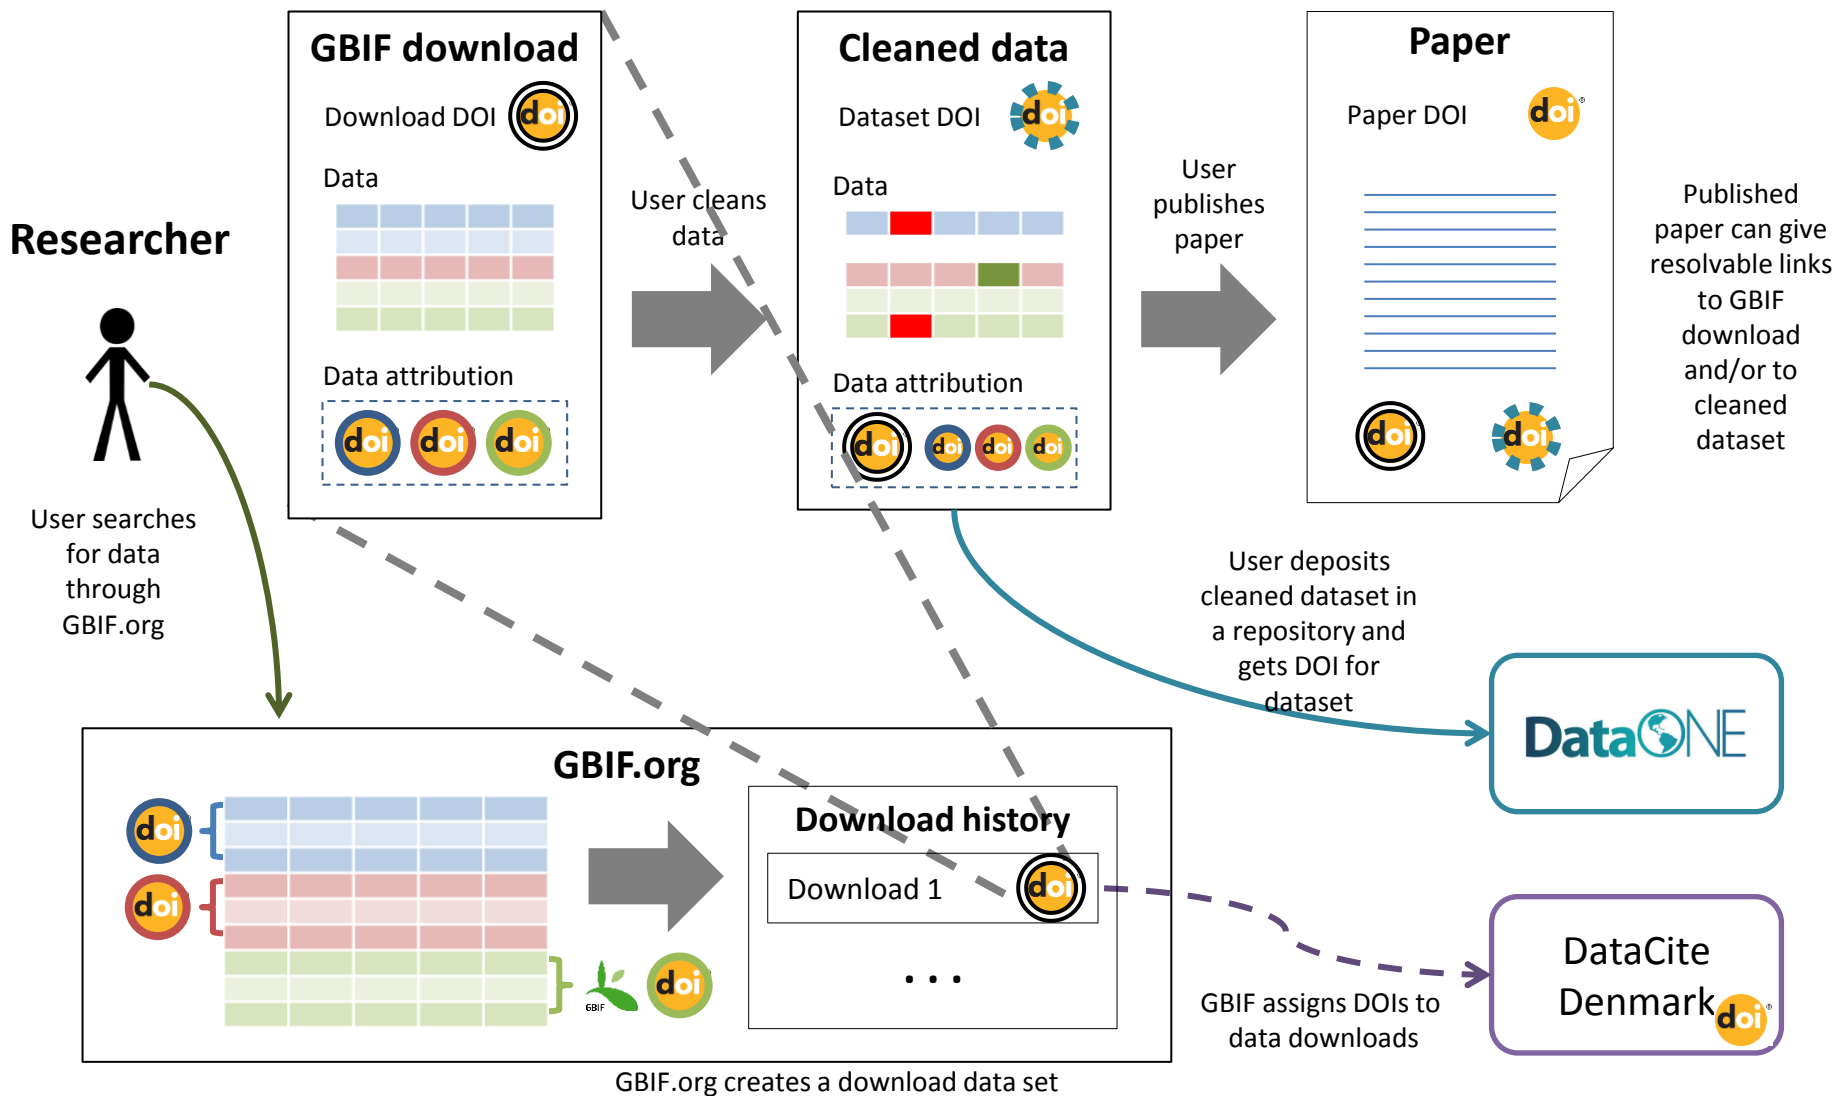 GBIF download
Download DOI
doi
Data
Data attribution
doi
doi
doi
User cleans
data
Cleaned data
Dataset DOI
doi
Data
Data attribution
doi
doi
doi
doi
User
publishes
paper
Paper
Paper DOI
doi®
doi
doi
Published
paper can give
resolvable links
to GBIF
download
and/or to
cleaned
dataset
Researcher
User searches
for data
through
GBIF.org
User deposits
cleaned dataset in
a repository and
gets DOI for
dataset
DataONE
GBIF.org
doi
doi
GBIF
doi
Download history
Download 1
doi
...
GBIF assigns DOIs to
data downloads
DataCite
Denmark
doi®
GBIF.org creates a download data set